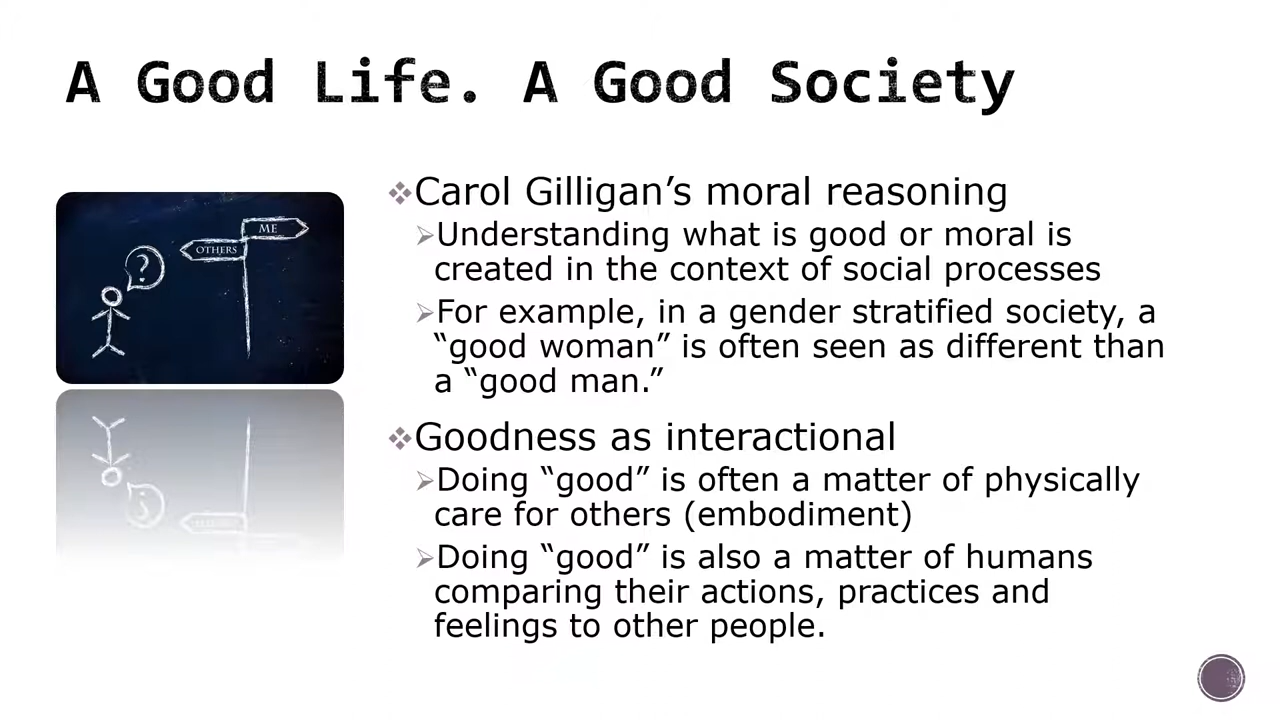 A Good Life. A Good Society
ME
OTHERS
?
❖Carol Gilligan’s moral reasoning
➢Understanding what is good or moral is
created in the context of social processes
➢For example, in a gender stratified society, a
“good woman” is often seen as different than
a “good man.”
❖Goodness as interactional
➢Doing “good” is often a matter of physically
care for others (embodiment)
➢Doing “good” is also a matter of humans
comparing their actions, practices and
feelings to other people.